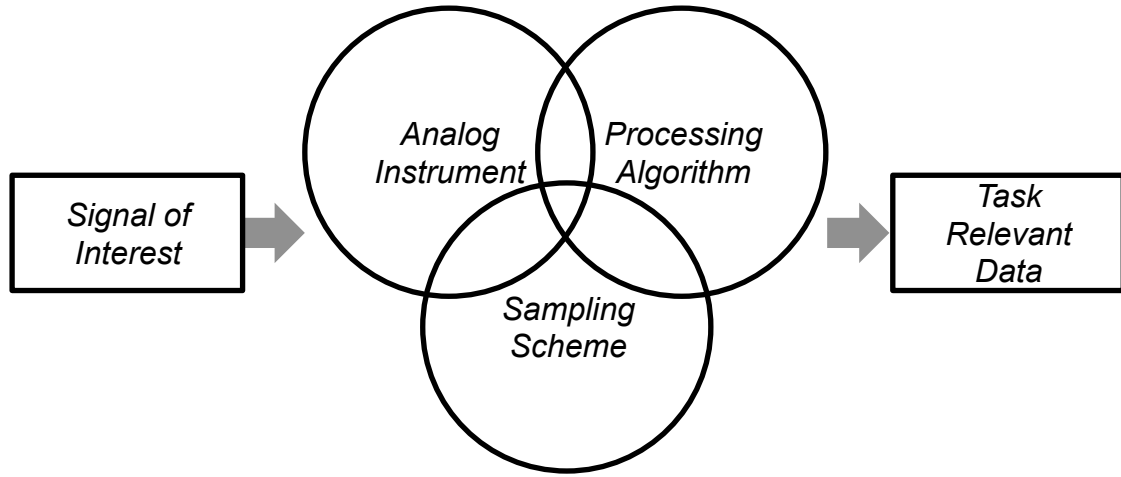 Signal of
Interest
Analog
Instrument
Processing
Algorithm
Sampling
Scheme
Task
Relevant
Data